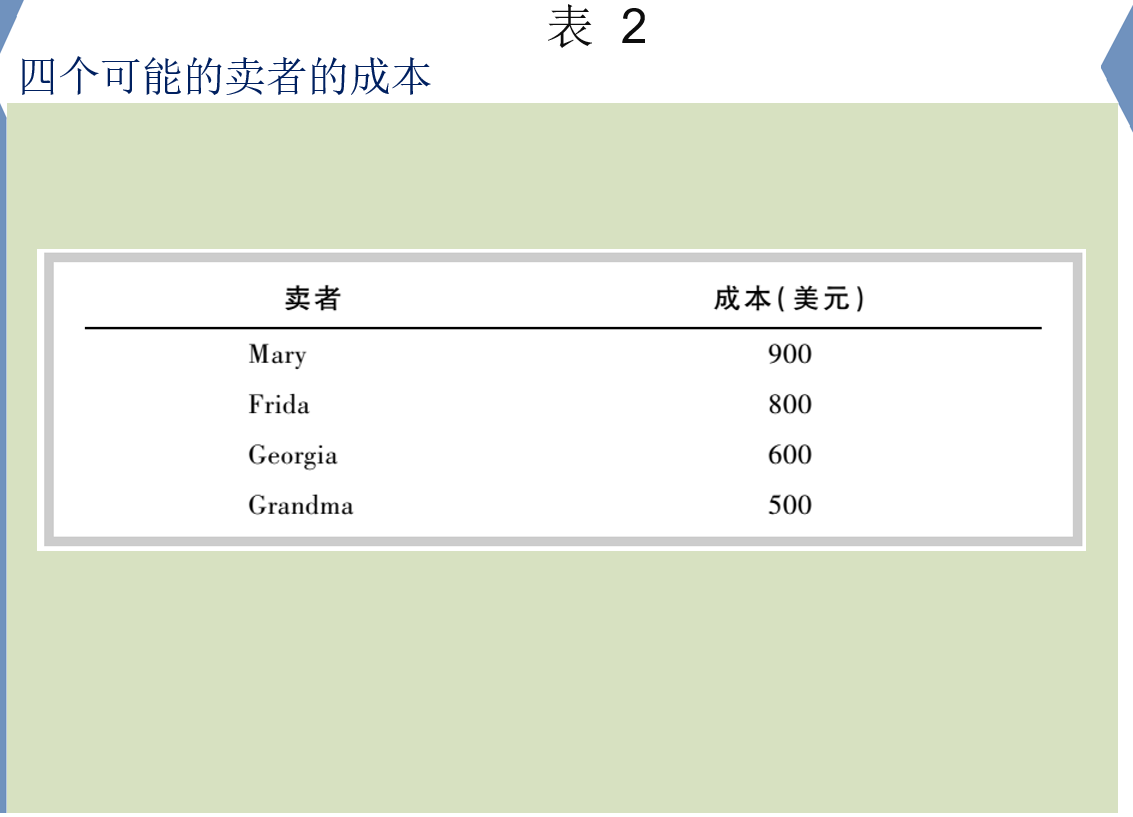 表 2
四个可能的卖者的成本
卖者 成本(美元)
Mary 900
Frida 800
Georgia 600
Grandma 500